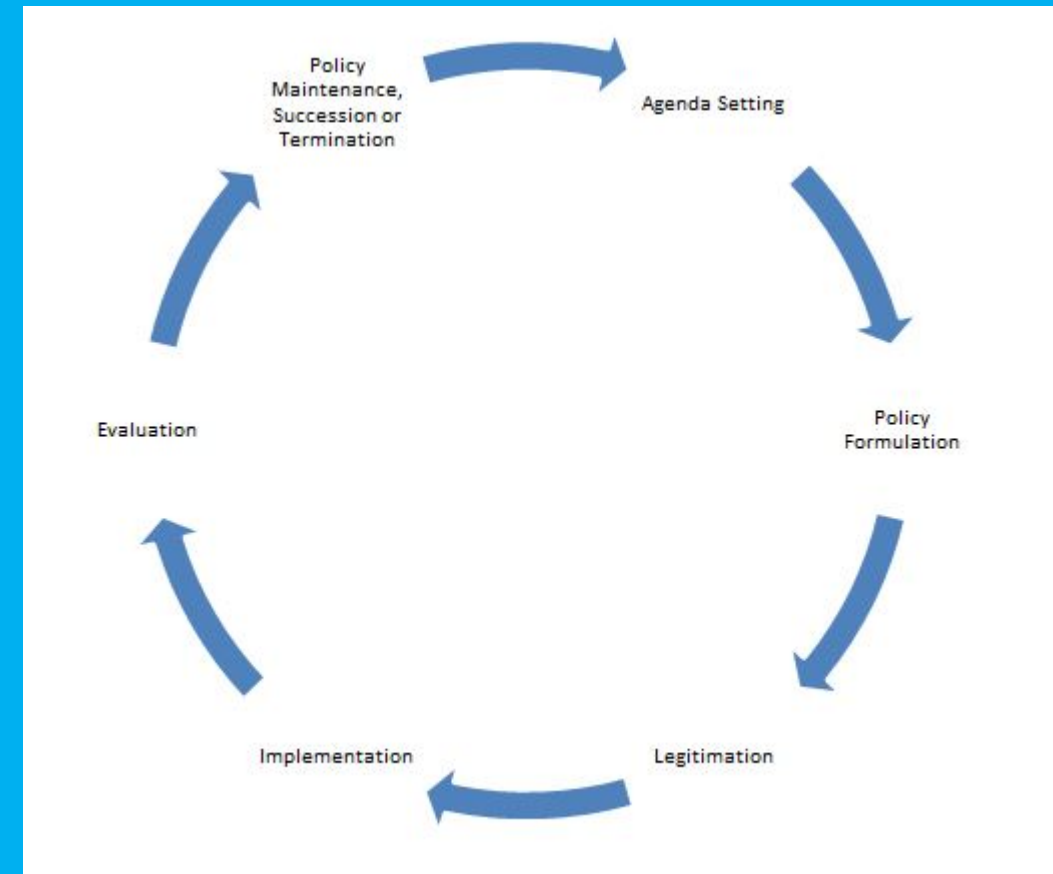 Policy
Maintenance,
Succession or
Termination
Agenda Setting
Policy
Formulation
Legitimation
Implementation
Evaluation